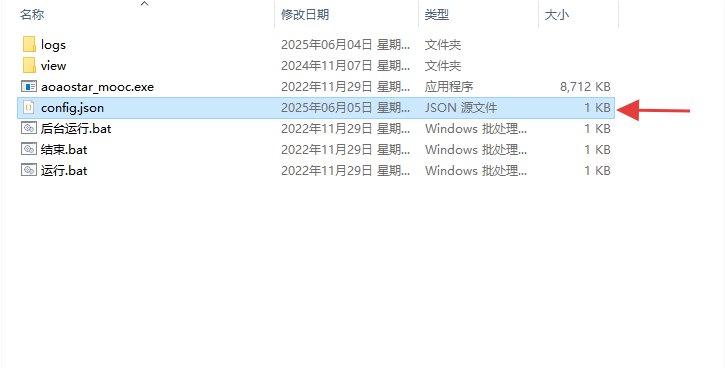 名称 修改日期 类型 大小
logs 2025年06月04日 星期... 文件夹
view 2024年11月07日 星期... 文件夹
aoaostar_mooc.exe 2022年11月29日 星期... 应用程序 8,712 KB
config.json 2025年06月05日 星期... JSON 源文件 1 KB
后台运行.bat 2022年11月29日 星期... Windows 批处理... 1 KB
结束.bat 2022年11月29日 星期... Windows 批处理... 1 KB
运行.bat 2022年11月29日 星期... Windows 批处理... 1 KB